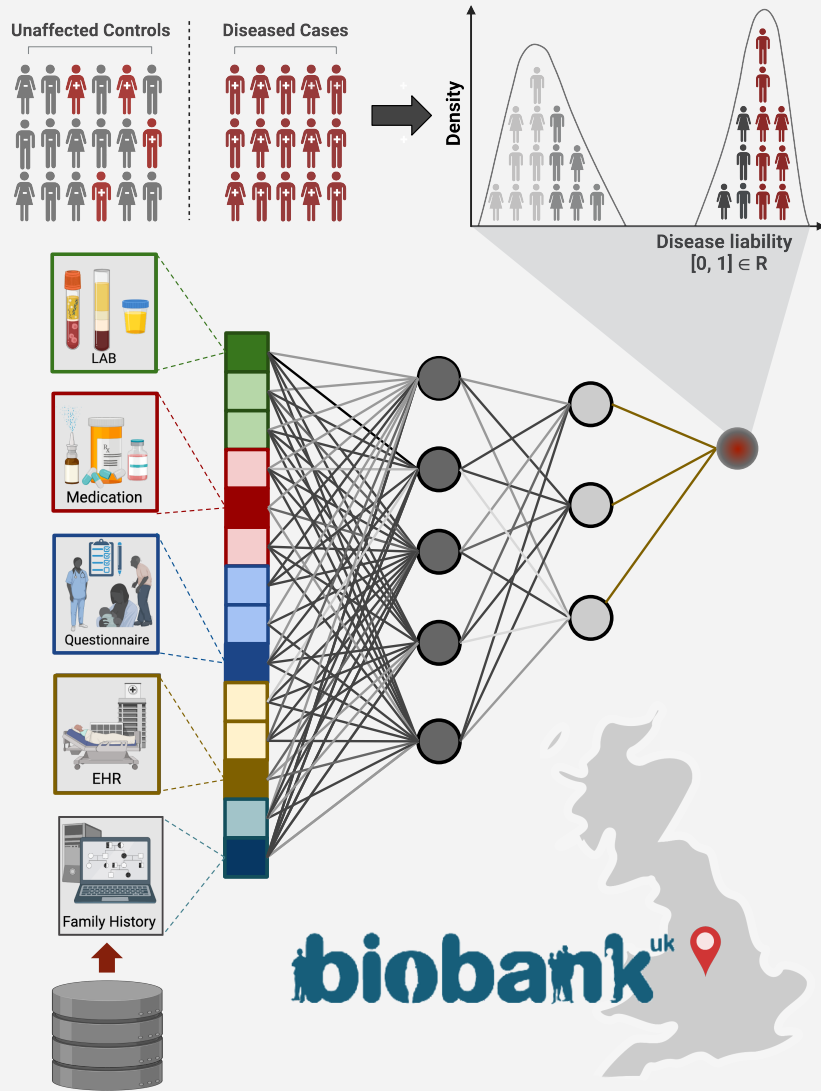 Unaffected Controls
Diseased Cases
Density
Disease liability
[0, 1] ∈ R
LAB
Medication
Questionnaire
EHR
Family History
biobank uk